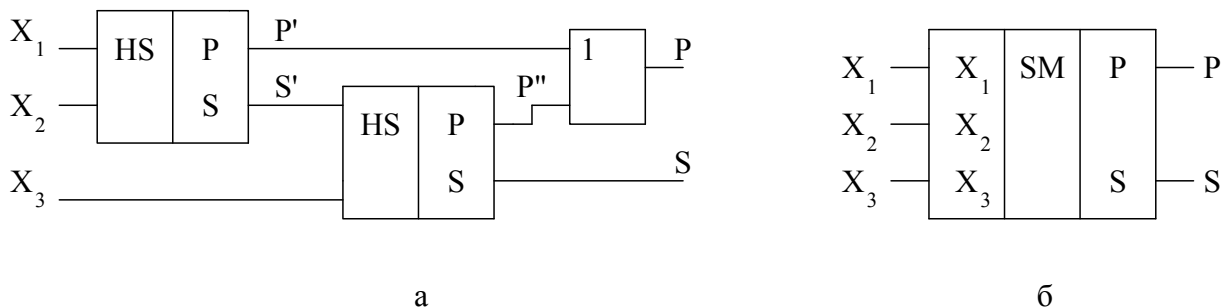 X₁ HS P P' 1 P
X₂ S S' P"
HS P
X₃ S S
X₁ X₁ SM P P
X₂ X₂
X₃ X₃ S S
а б